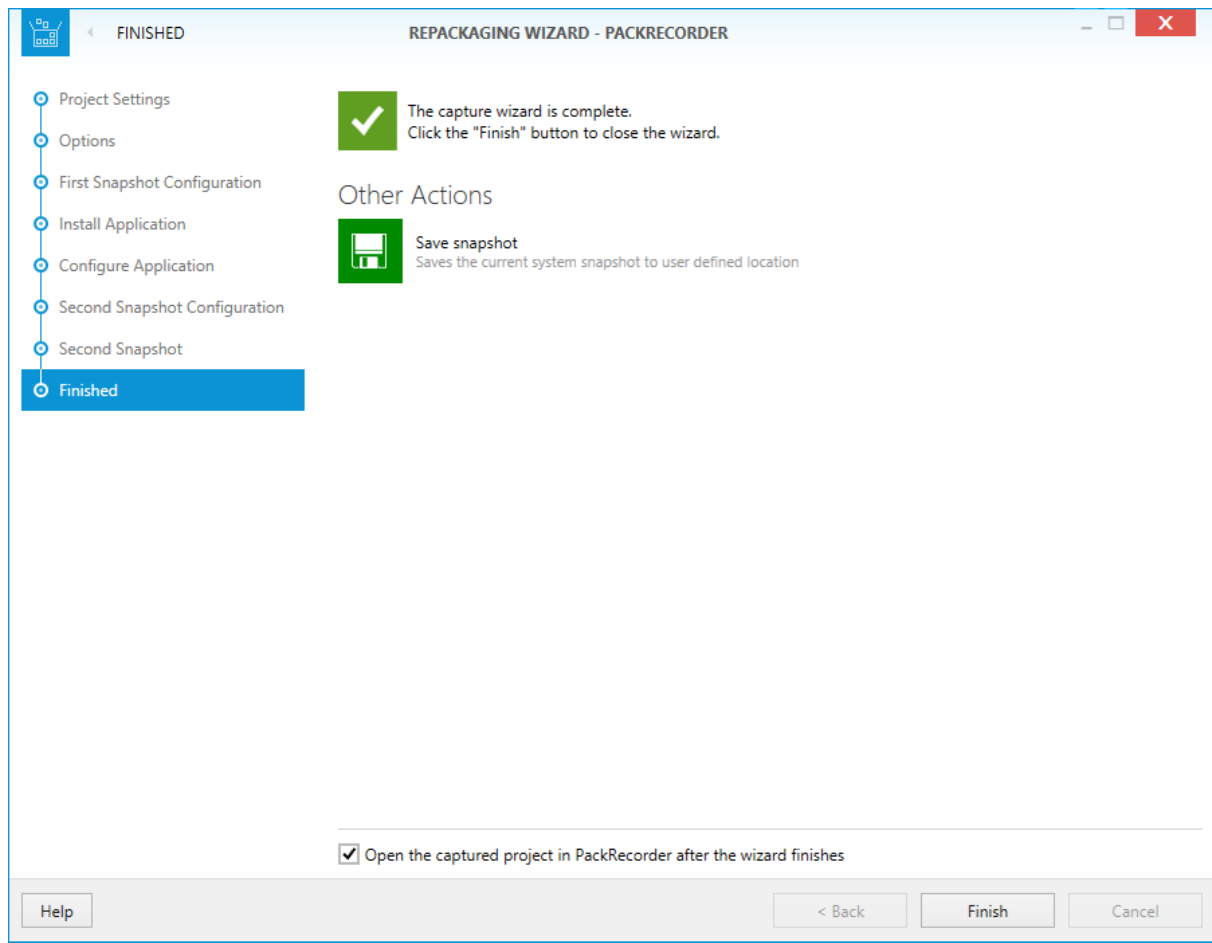 FINISHED
REPACKAGING WIZARD - PACKRECORDER
Project Settings
Options
First Snapshot Configuration
Install Application
Configure Application
Second Snapshot Configuration
Second Snapshot
Finished
The capture wizard is complete.
Click the "Finish" button to close the wizard.
Other Actions
Save snapshot
Saves the current system snapshot to user defined location
Open the captured project in PackRecorder after the wizard finishes
Help
< Back
Finish
Cancel